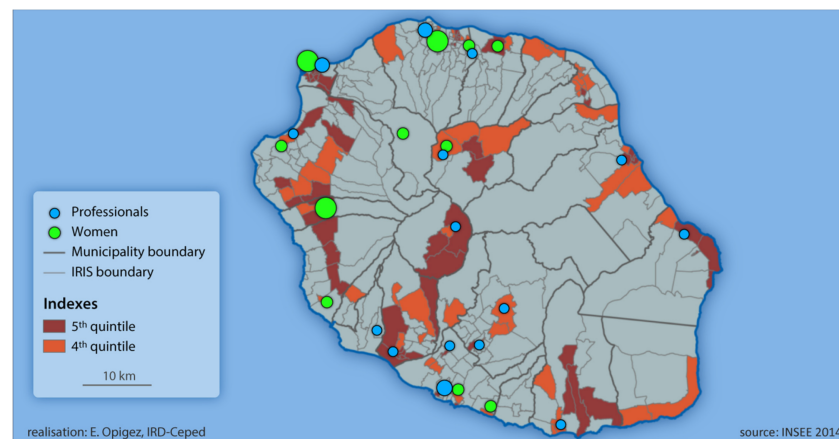 Professionals
Women
Municipality boundary
IRIS boundary
Indexes
5th quintile
4th quintile
10 km
realisation: E. Opigez, IRD-Ceped
source: INSEE 2014